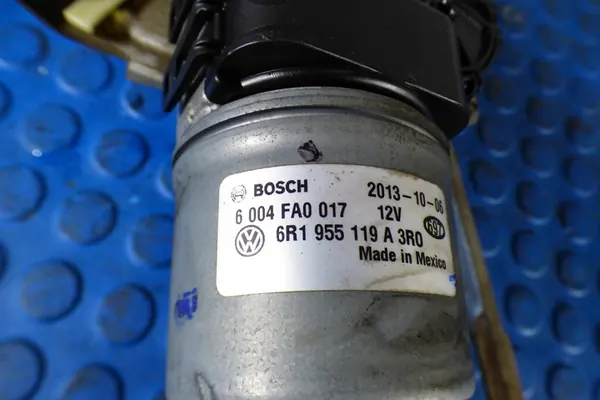 BOSCH 2013-10-06
6 004 FA0 017 12V
6R1 955 119 A 3R0
Made in Mexico